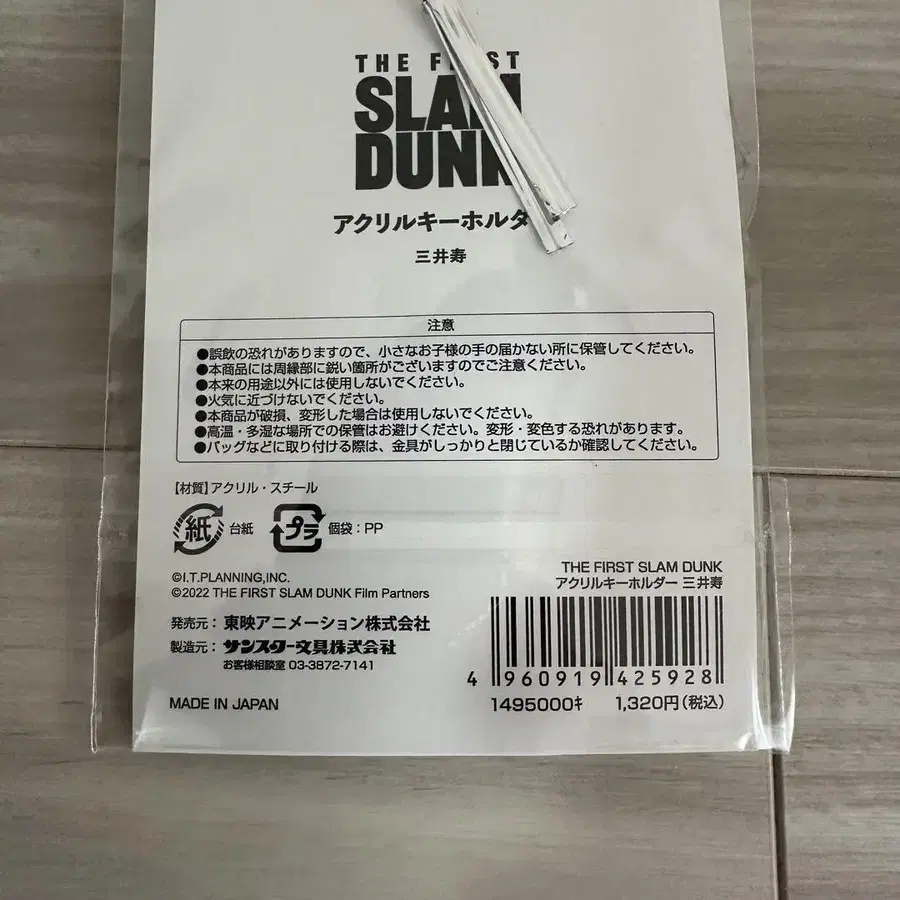 THE FIRST
SLAM
DUNK
アクリルキーホルダ
三井寿
注意
●誤飲の恐れがありますので、小さなお子様の手の届かない所に保管してください。
●本商品には周縁部に鋭い箇所がございますのでご注意ください。
●本来の用途以外には使用しないでください。
●火気に近づけないでください。
●本商品が破損、変形した場合は使用しないでください。
●高温・多湿な場所での保管はお避けください。変形・変色する恐れがあります。
●バッグなどに取り付ける際は、金具がしっかりと閉じているか確認してください。
【材質】アクリル・スチール
紙 台紙 プラ 個袋：PP
©I.T.PLANNING,INC.
©2022 THE FIRST SLAM DUNK Film Partners
発売元：東映アニメーション株式会社
製造元：サンスター文具株式会社
お客様相談室 03-3872-7141
MADE IN JAPAN
THE FIRST SLAM DUNK
アクリルキーホルダー 三井寿
4 960919 425928
1495000ｷ 1,320円(税込)